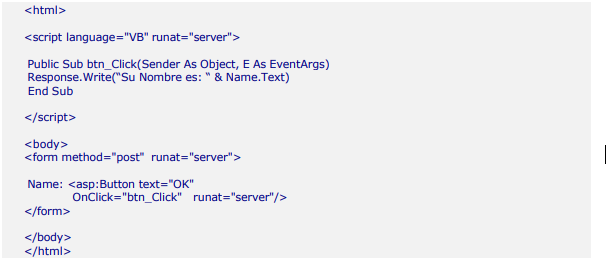 <html>
<script language="VB" runat="server">
Public Sub btn_Click(Sender As Object, E As EventArgs)
Response.Write(“Su Nombre es: “ & Name.Text)
End Sub
</script>
<body>
<form method="post" runat="server">
Name: <asp:Button text="OK"
OnClick="btn_Click" runat="server"/>
</form>
</body>
</html>